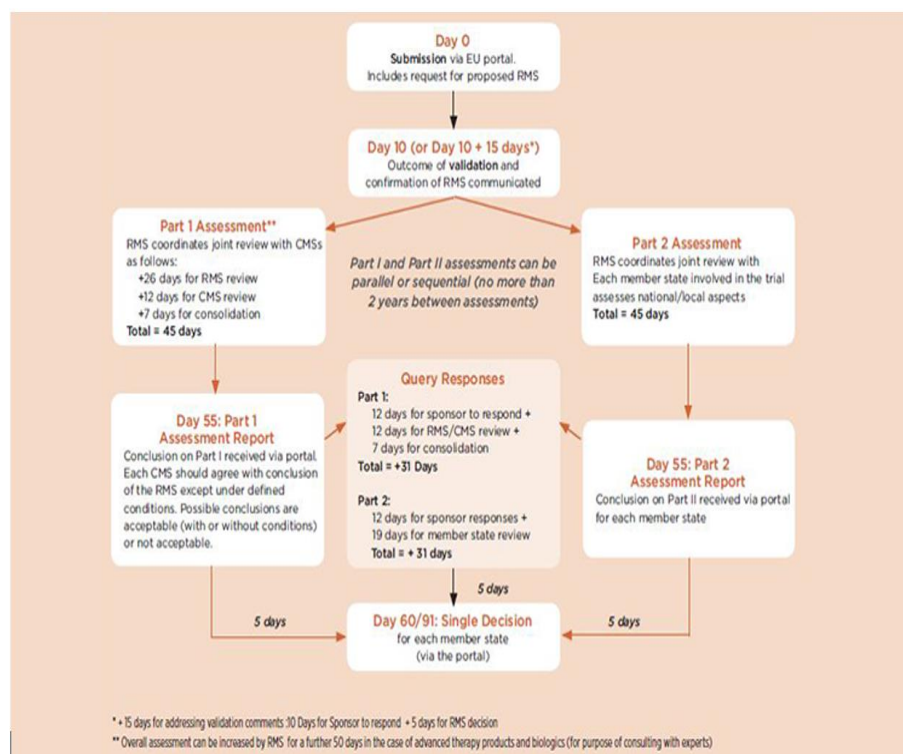 Day 0
Submission via EU portal.
Includes request for proposed RMS
Day 10 (or Day 10 + 15 days*)
Outcome of validation and
confirmation of RMS communicated
Part 1 Assessment**
RMS coordinates joint review with CMSs
as follows:
+26 days for RMS review
+12 days for CMS review
+7 days for consolidation
Total = 45 days
Part I and Part II assessments can be
parallel or sequential (no more than
2 years between assessments)
Part 2 Assessment
RMS coordinates joint review with
Each member state involved in the trial
assesses national/local aspects
Total = 45 days
Day 55: Part 1
Assessment Report
Conclusion on Part I received via portal.
Each CMS should agree with conclusion
of the RMS except under defined
conditions. Possible conclusions are
acceptable (with or without conditions)
or not acceptable.
Query Responses
Part 1:
12 days for sponsor to respond +
12 days for RMS/CMS review +
7 days for consolidation
Total = +31 Days
Part 2:
12 days for sponsor responses +
19 days for member state review
Total = + 31 days
Day 55: Part 2
Assessment Report
Conclusion on Part II received via portal
for each member state
5 days
5 days
5 days
Day 60/91: Single Decision
for each member state
(via the portal)
* + 15 days for addressing validation comments :10 Days for Sponsor to respond + 5 days for RMS decision
** Overall assessment can be increased by RMS for a further 50 days in the case of advanced therapy products and biologics (for purpose of consulting with experts)